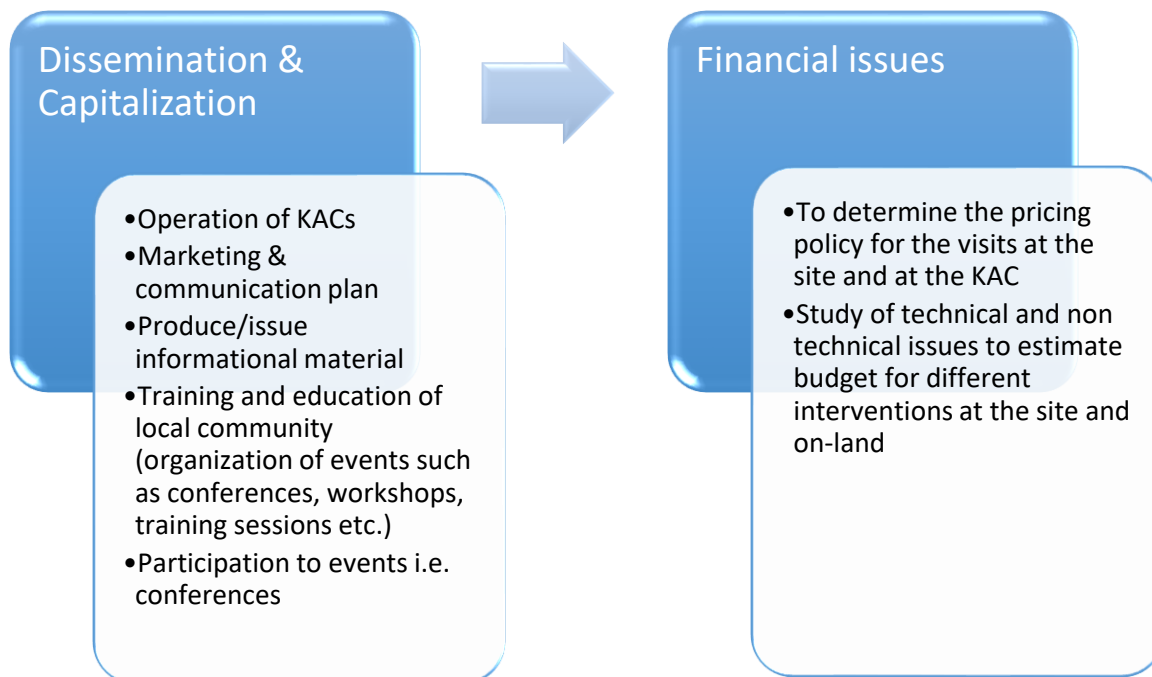 Dissemination &
Capitalization
•Operation of KACs
•Marketing &
communication plan
•Produce/issue
informational material
•Training and education of
local community
(organization of events such
as conferences, workshops,
training sessions etc.)
•Participation to events i.e.
conferences
Financial issues
•To determine the pricing
policy for the visits at the
site and at the KAC
•Study of technical and non
technical issues to estimate
budget for different
interventions at the site and
on-land